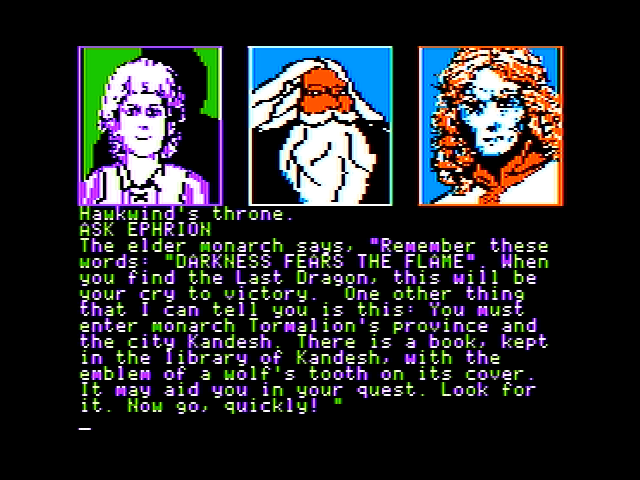 Hawkwind's throne.
ASK EPHRION
The elder monarch says, "Remember these
words: "DARKNESS FEARS THE FLAME". When
you find the Last Dragon, this will be
your cry to victory. One other thing
that I can tell you is this: You must
enter monarch Tormalion's province and
the city Kandesh. There is a book, kept
in the library of Kandesh, with the
emblem of a wolf's tooth on its cover.
It may aid you in your quest. Look for
it. Now go, quickly! "